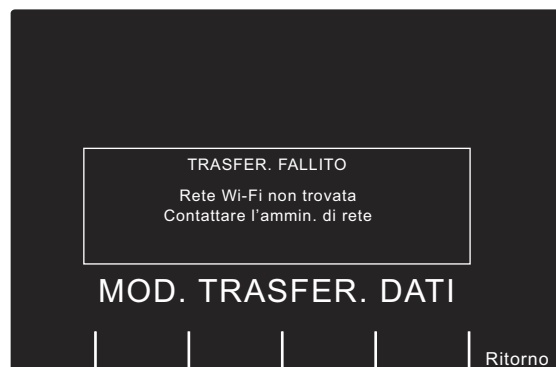 TRASFER. FALLITO
Rete Wi-Fi non trovata
Contattare l’ammin. di rete
MOD. TRASFER. DATI
Ritorno